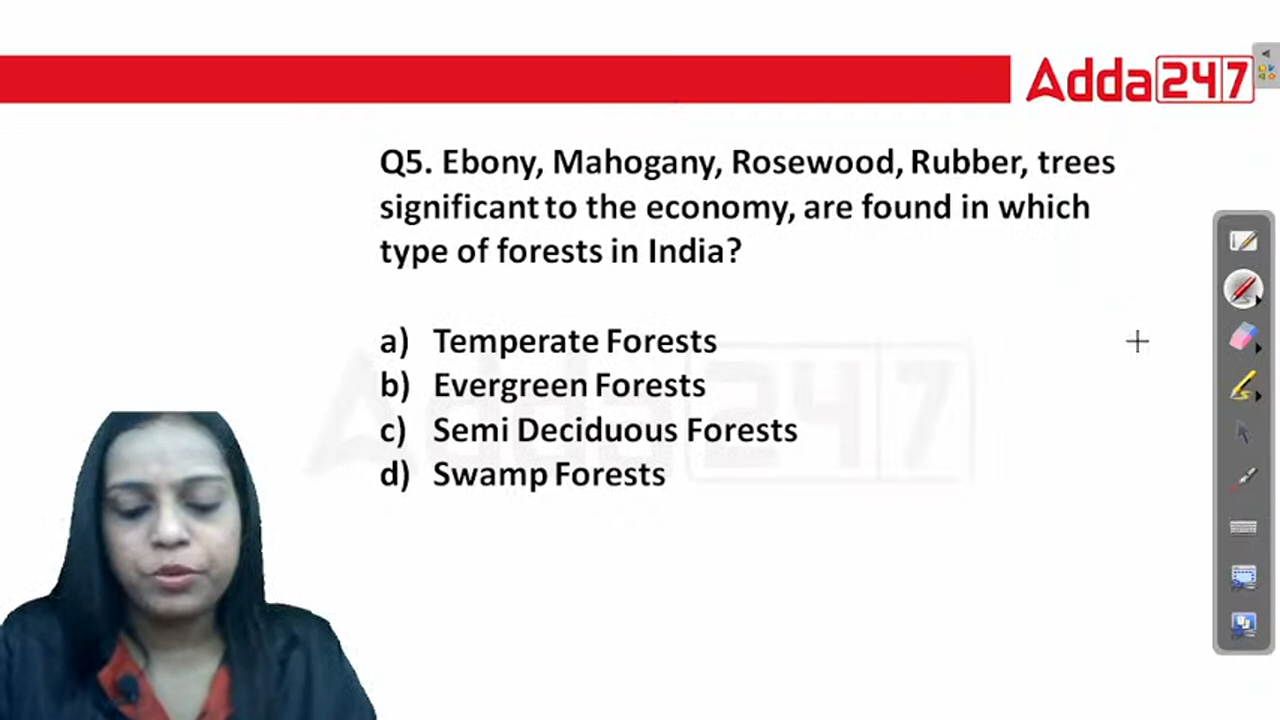 Adda247
Q5. Ebony, Mahogany, Rosewood, Rubber, trees
significant to the economy, are found in which
type of forests in India?
a) Temperate Forests
b) Evergreen Forests
c) Semi Deciduous Forests
d) Swamp Forests
Adda247